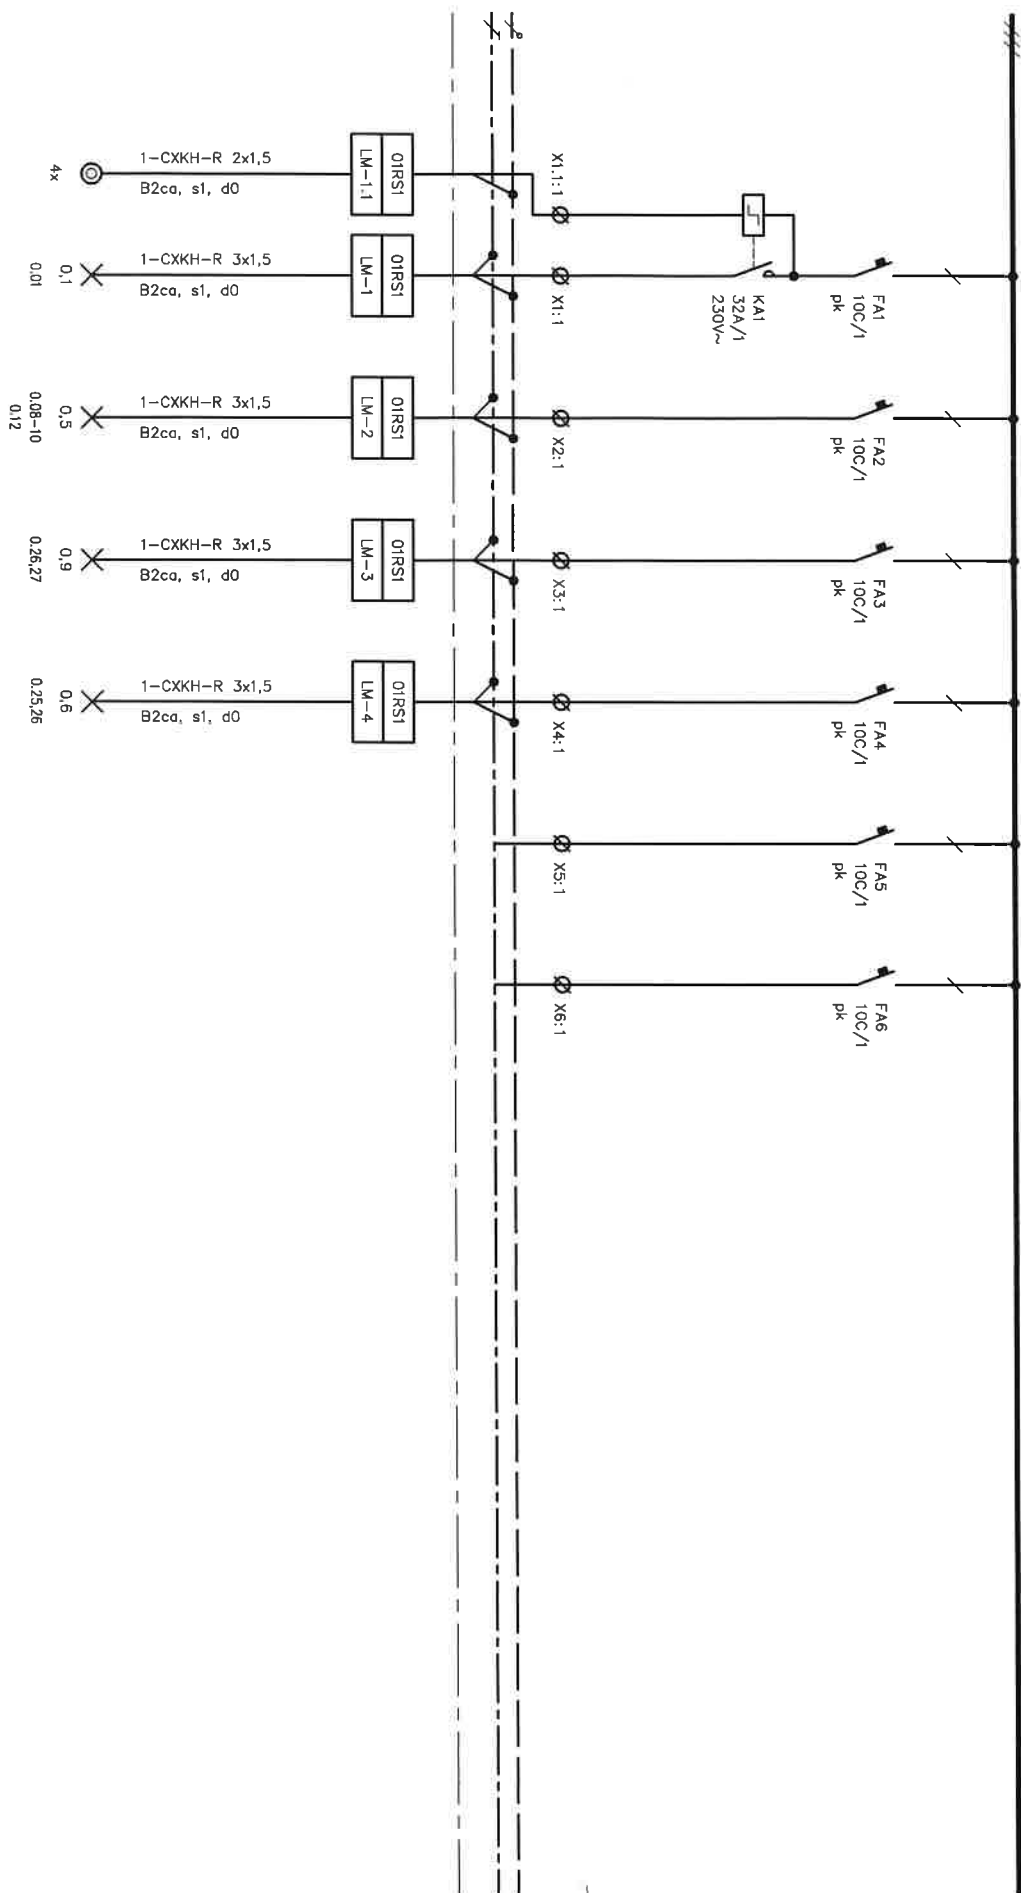 FA1
10C/1
pk
KA1
32A/1
230V~
X1.1:1
X1:1
01RS1
LM-1.1
1-CXKH-R 2x1,5
B2ca, s1, d0
4x
01RS1
LM-1
1-CXKH-R 3x1,5
B2ca, s1, d0
0,1
0.01
FA2
10C/1
pk
X2:1
01RS1
LM-2
1-CXKH-R 3x1,5
B2ca, s1, d0
0,5
0.08-10
0.12
FA3
10C/1
pk
X3:1
01RS1
LM-3
1-CXKH-R 3x1,5
B2ca, s1, d0
0,9
0.26,27
FA4
10C/1
pk
X4:1
01RS1
LM-4
1-CXKH-R 3x1,5
B2ca, s1, d0
0,6
0.25,26
FA5
10C/1
pk
X5:1
FA6
10C/1
pk
X6:1